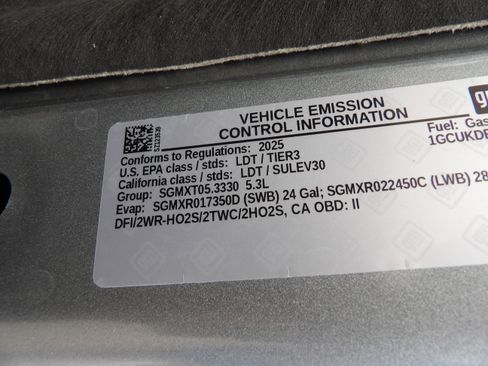 VEHICLE EMISSION
CONTROL INFORMATION
Conforms to Regulations: 2025
U.S. EPA class / stds: LDT / TIER3
California class / stds: LDT / SULEV30
Group: SGMXT05.3330 5.3L
Evap: SGMXR017350D (SWB) 24 Gal; SGMXR022450C (LWB) 28
DFI/2WR-HO2S/2TWC/2HO2S, CA OBD: II
Fuel: Gas
1GCUKDE